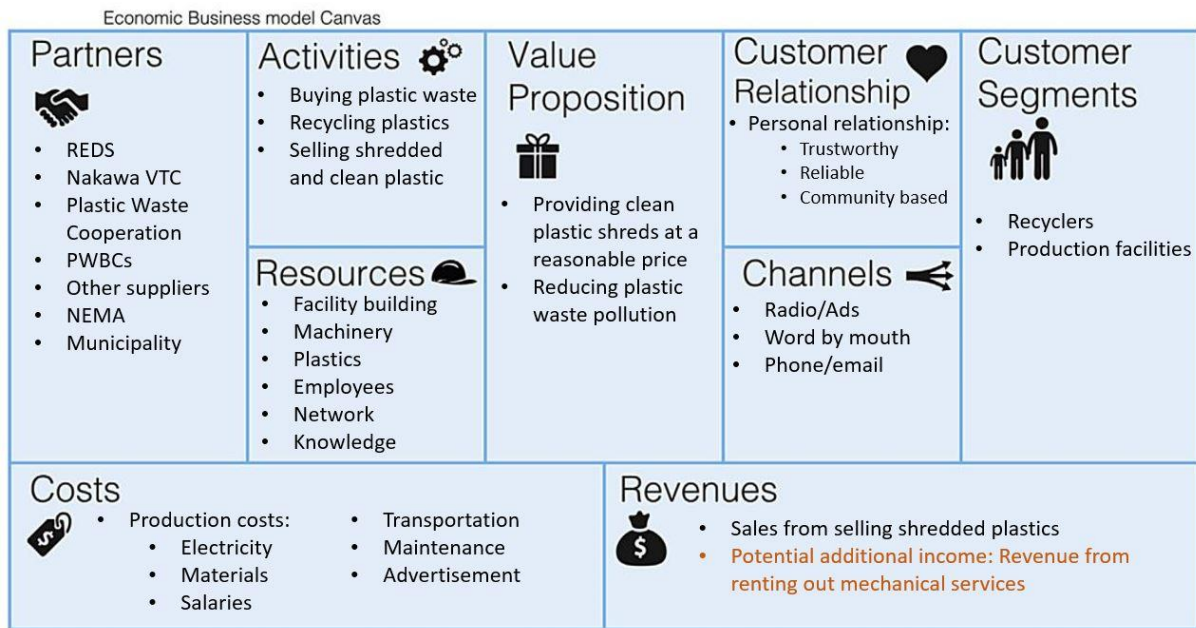 Economic Business model Canvas
Partners
• REDS
• Nakawa VTC
• Plastic Waste
Cooperation
• PWBCs
• Other suppliers
• NEMA
• Municipality
Activities
• Buying plastic waste
• Recycling plastics
• Selling shredded
and clean plastic
Resources
• Facility building
• Machinery
• Plastics
• Employees
• Network
• Knowledge
Value
Proposition
• Providing clean
plastic shreds at a
reasonable price
• Reducing plastic
waste pollution
Customer
Relationship
• Personal relationship:
• Trustworthy
• Reliable
• Community based
Channels
• Radio/Ads
• Word by mouth
• Phone/email
Customer
Segments
• Recyclers
• Production facilities
Costs
$
• Production costs:
• Electricity
• Materials
• Salaries
• Transportation
• Maintenance
• Advertisement
Revenues
$
• Sales from selling shredded plastics
• Potential additional income: Revenue from
renting out mechanical services